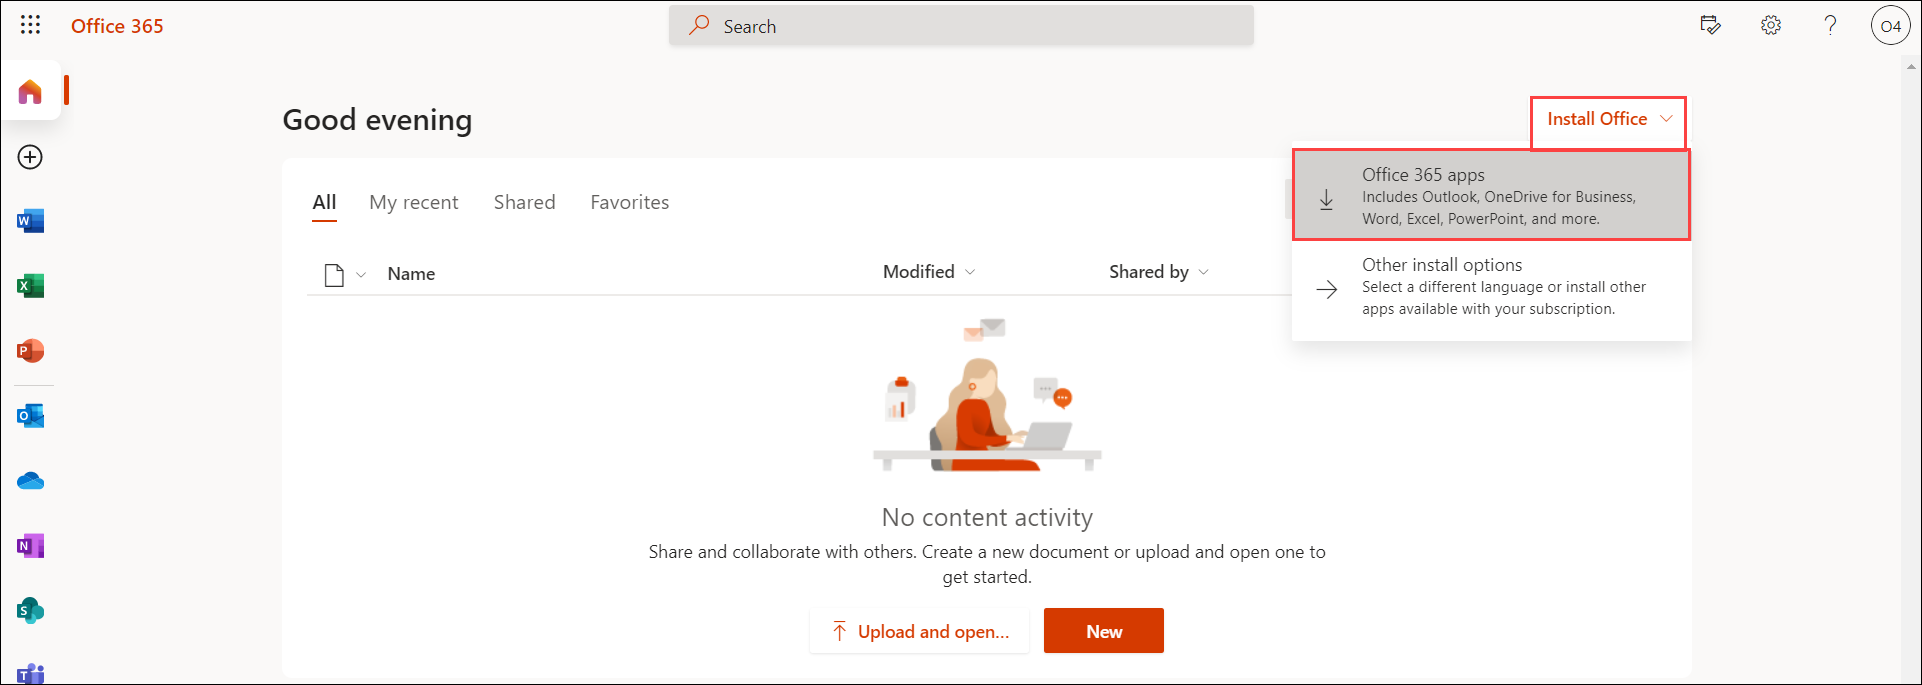 Office 365
Search
O4
Good evening
Install Office
All
My recent
Shared
Favorites
Office 365 apps
Includes Outlook, OneDrive for Business,
Word, Excel, PowerPoint, and more.
Name
Modified
Shared by
Other install options
Select a different language or install other
apps available with your subscription.
W
X
P
O
N
S
T
No content activity
Share and collaborate with others. Create a new document or upload and open one to
get started.
Upload and open...
New